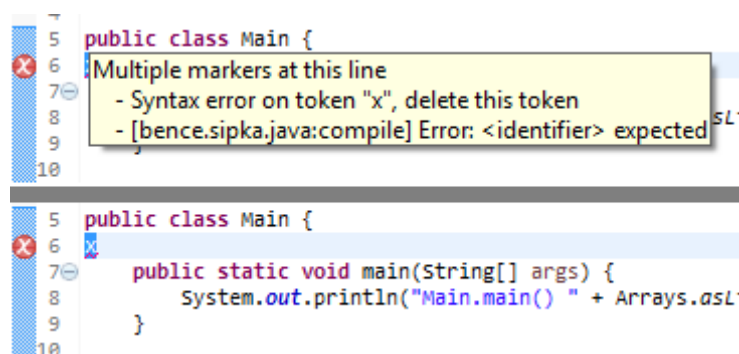 5 public class Main {
6 Multiple markers at this line
7 - Syntax error on token "x", delete this token
8 - [bence.sipka.java:compile] Error: <identifier> expected
9
10
5 public class Main {
6 x
7 public static void main(String[] args) {
8 System.out.println("Main.main() " + Arrays.asL
9 }
10